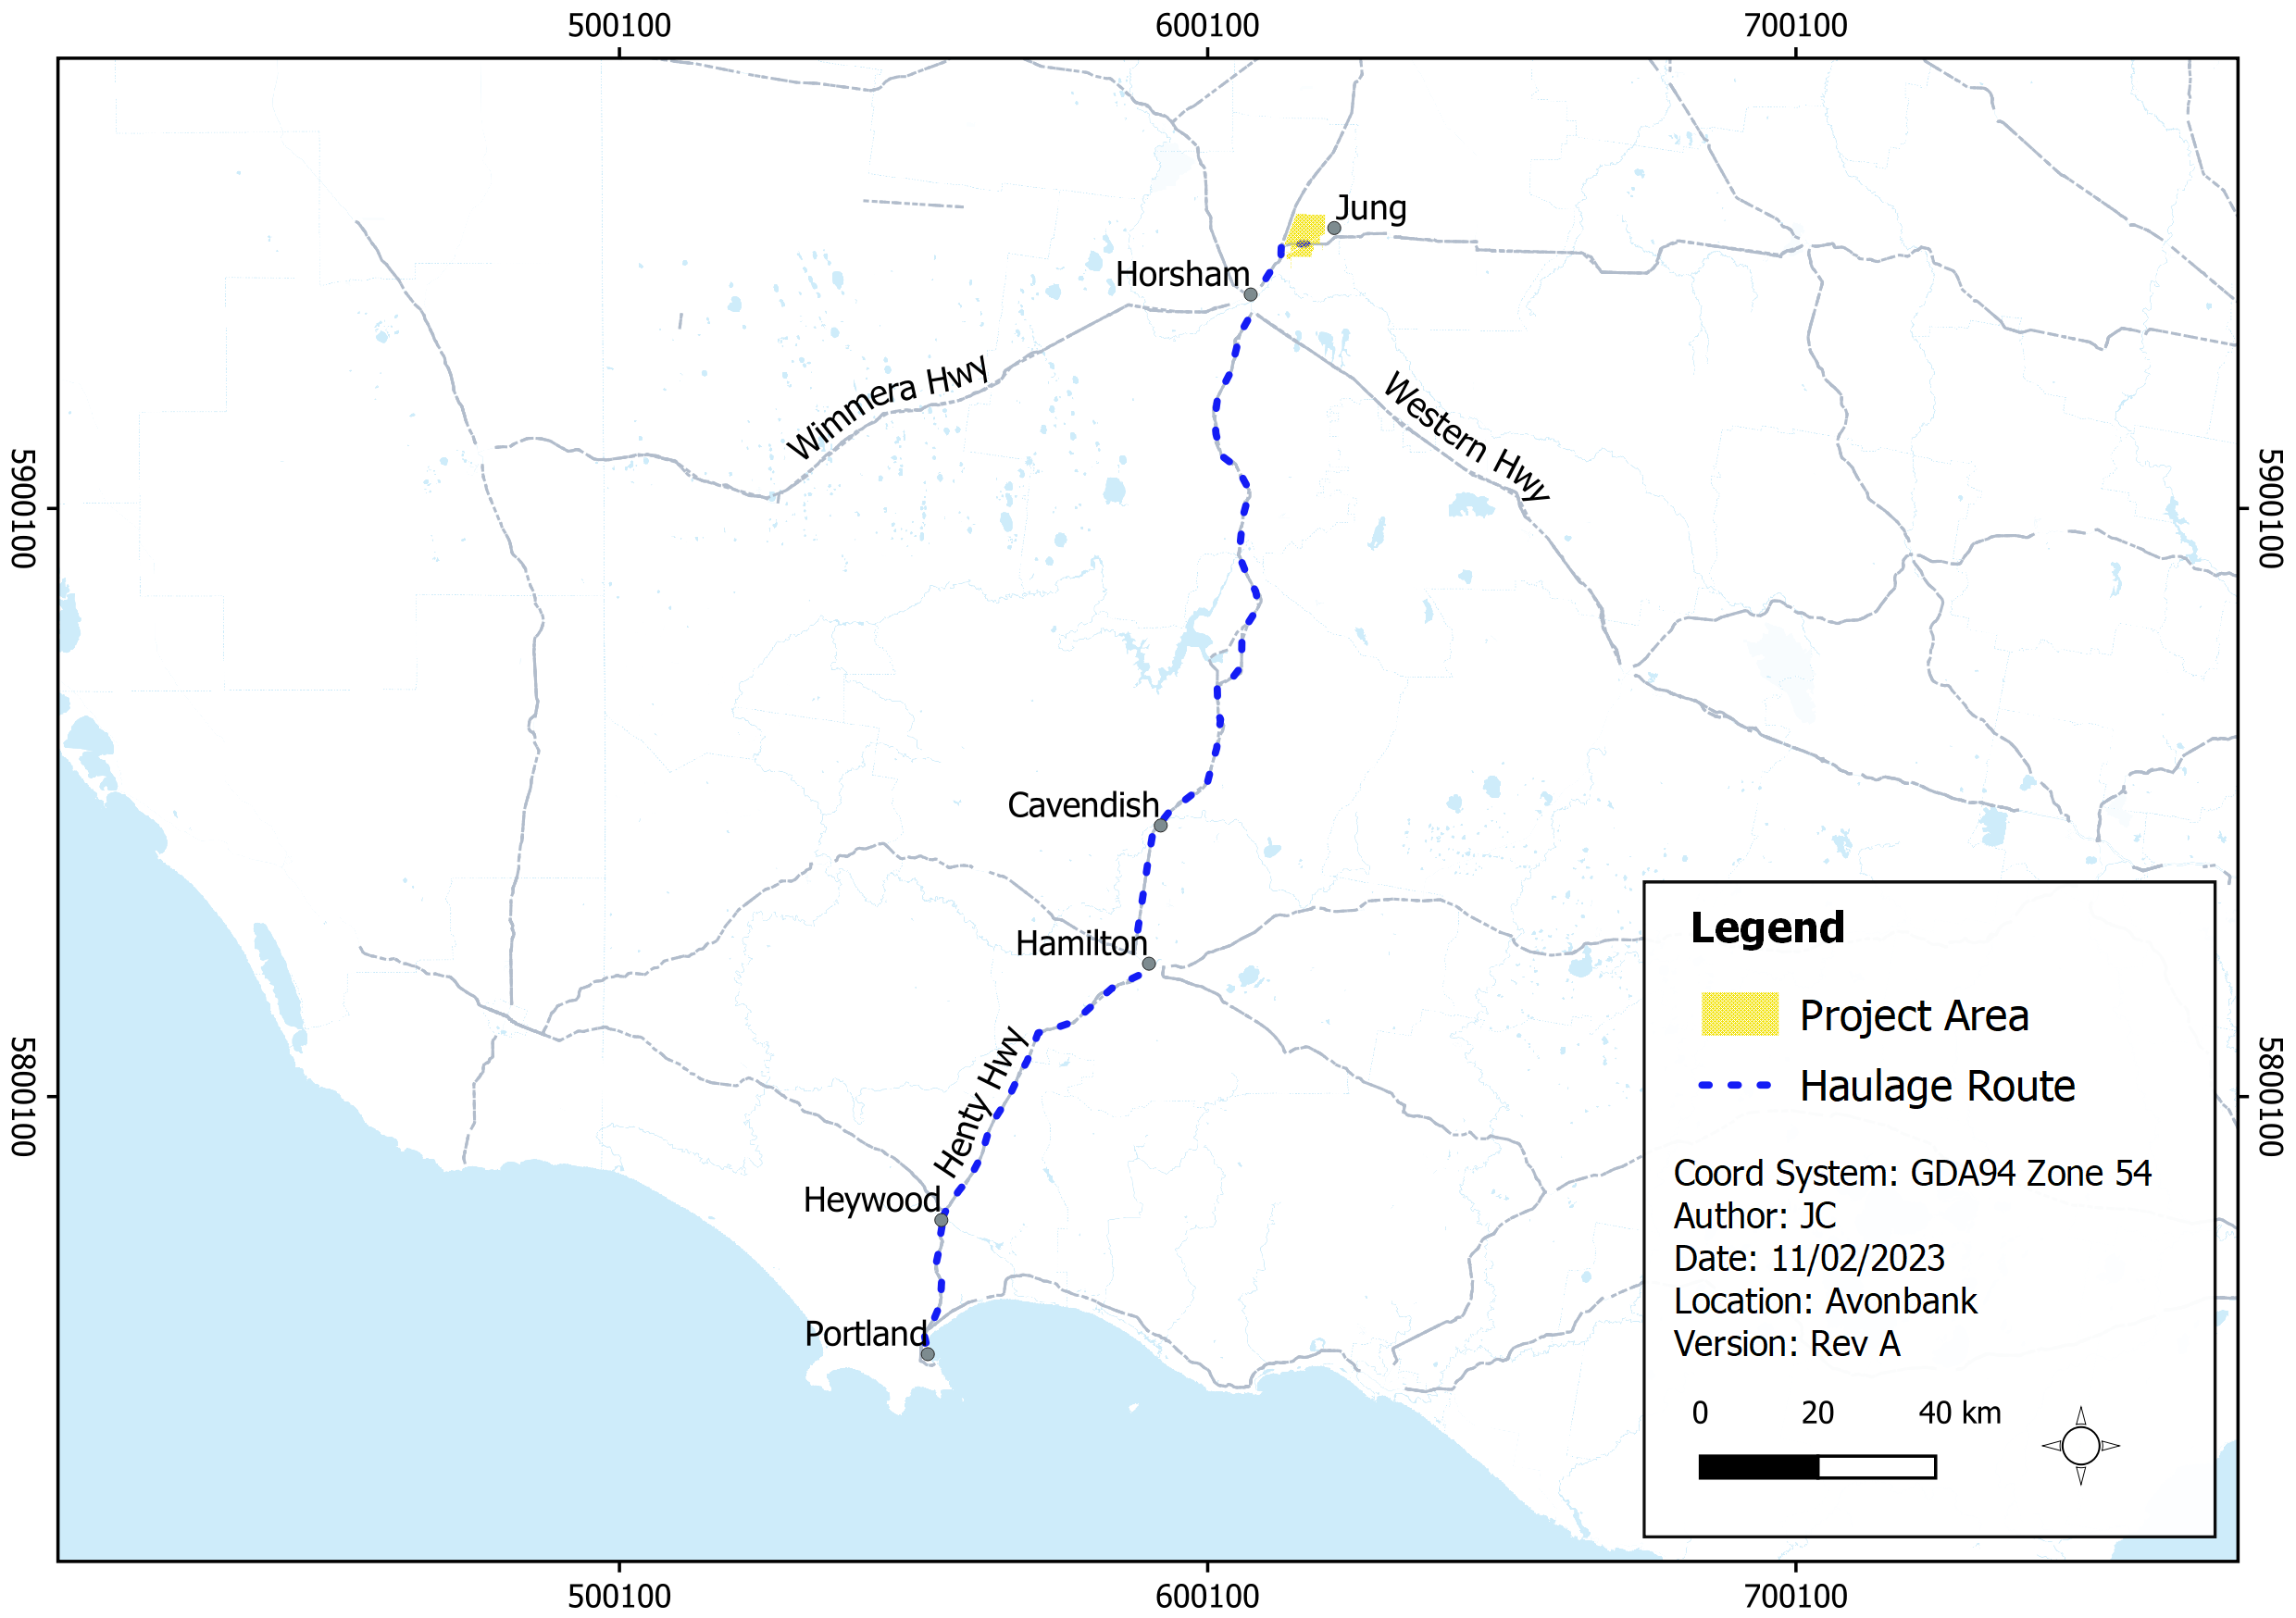 500100
600100
700100
Jung
Horsham
Wimmera Hwy
Western Hwy
5900100
5900100
Cavendish
Hamilton
Henty Hwy
5800100
5800100
Heywood
Portland
Legend
Project Area
Haulage Route
Coord System: GDA94 Zone 54
Author: JC
Date: 11/02/2023
Location: Avonbank
Version: Rev A
0 20 40 km
500100
600100
700100